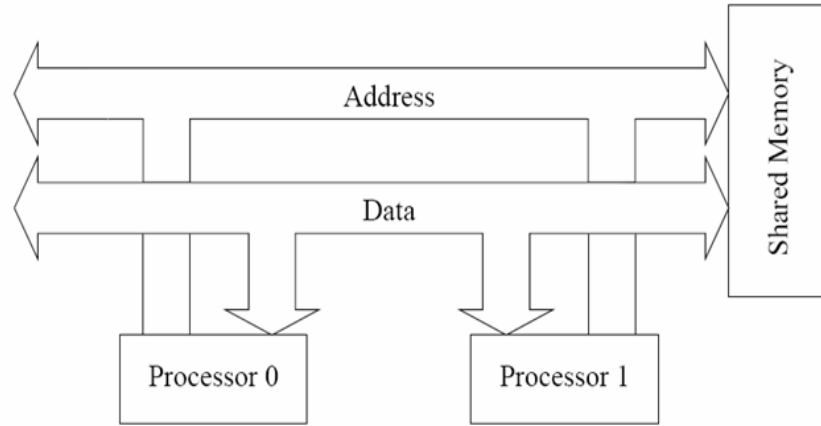 Address
Data
Shared Memory
Processor 0
Processor 1